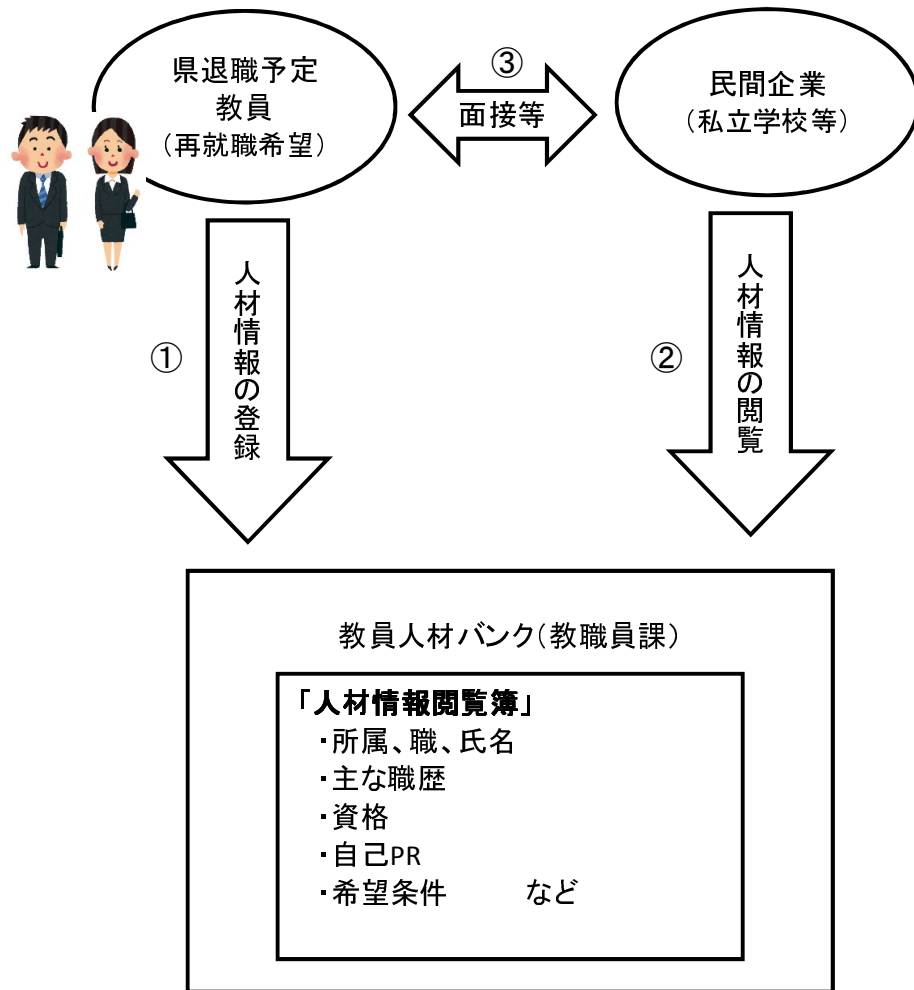 県退職予定
教員
（再就職希望）
③
面接等
民間企業
（私立学校等）
①
人材情報の登録
②
人材情報の閲覧
教員人材バンク（教職員課）
「人材情報閲覧簿」
・所属、職、氏名
・主な職歴
・資格
・自己PR
・希望条件　　　など